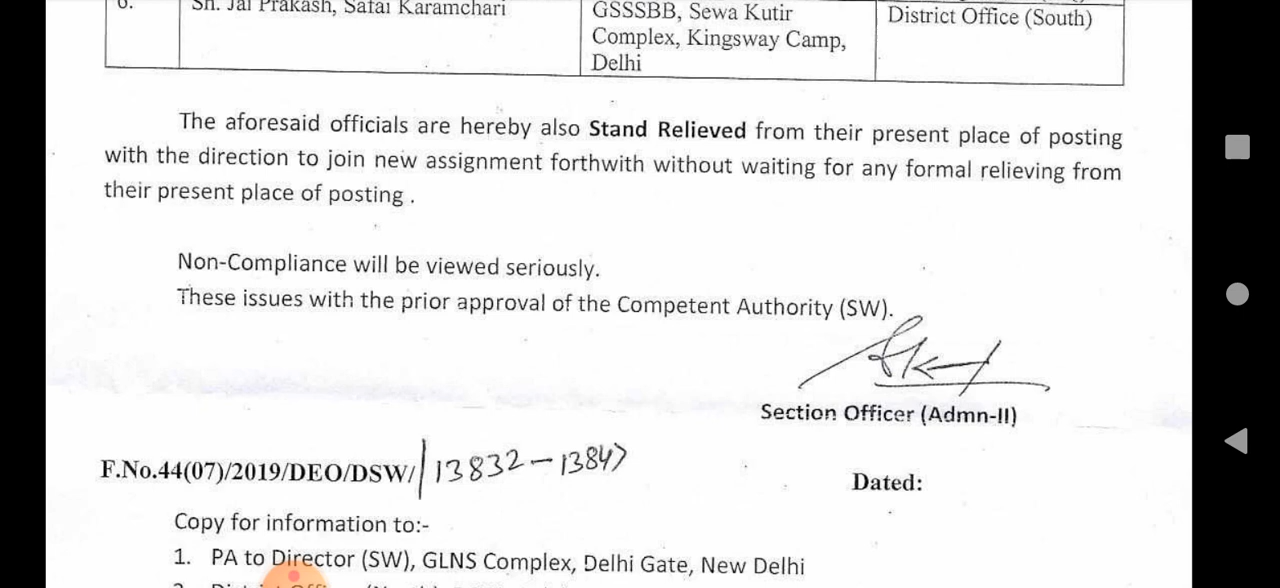 6. Sh. Jai Prakash, Safai Karamchari
GSSSBB, Sewa Kutir
Complex, Kingsway Camp,
Delhi
District Office (South)
The aforesaid officials are hereby also Stand Relieved from their present place of posting
with the direction to join new assignment forthwith without waiting for any formal relieving from
their present place of posting .
Non-Compliance will be viewed seriously.
These issues with the prior approval of the Competent Authority (SW).
Section Officer (Admn-II)
F.No.44(07)/2019/DEO/DSW/ 13832-13847
Dated:
Copy for information to:-
1. PA to Director (SW), GLNS Complex, Delhi Gate, New Delhi